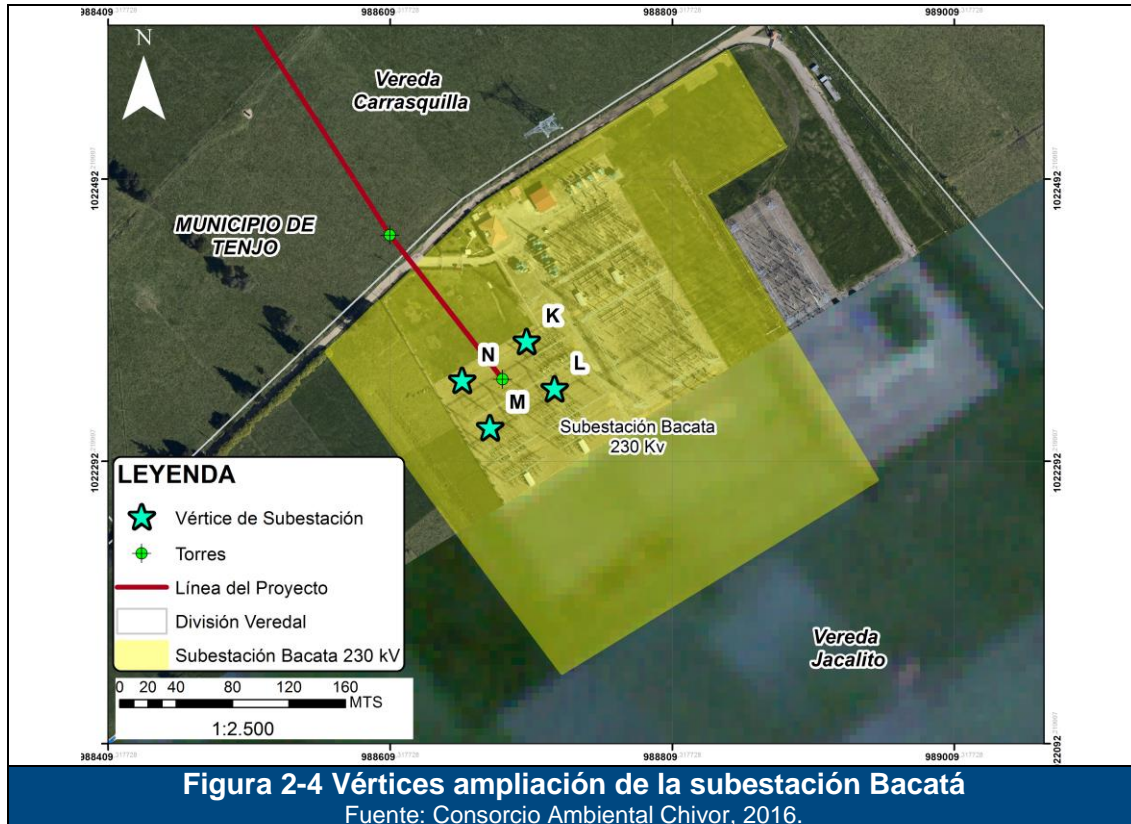 988409
988609
988809
989009
N
Vereda
Carrasquilla
1022492
1022492
MUNICIPIO DE
TENJO
K
N
L
M
Subestación Bacata
230 Kv
1022292
1022292
LEYENDA
Vértice de Subestación
Torres
Línea del Proyecto
División Veredal
Subestación Bacata 230 kV
Vereda
Jacalito
0 20 40 80 120 160
MTS
1:2.500
22092
988409
988609
988809
989009
Figura 2-4 Vértices ampliación de la subestación Bacatá
Fuente: Consorcio Ambiental Chivor, 2016.